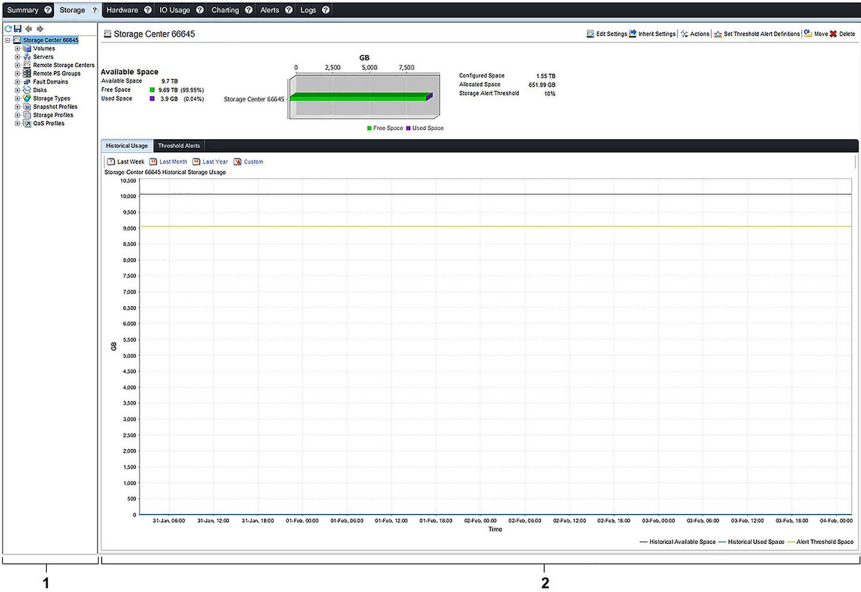 Summary ? Storage ? Hardware ? IO Usage ? Charting ? Alerts ? Logs ?
Storage Center 66645
Volumes
Servers
Remote Storage Centers
Remote PS Groups
Fault Domains
Disks
Storage Types
Snapshot Profiles
Storage Profiles
QoS Profiles
Storage Center 66645
Edit Settings Inherit Settings Actions Set Threshold Alert Definitions Move Delete
Available Space
Available Space 9.7 TB
Free Space 9.69 TB (99.95%)
Used Space 3.9 GB (0.04%)
GB
0 2,500 5,000 7,500
Storage Center 66645
Free Space Used Space
Configured Space 1.55 TB
Allocated Space 651.99 GB
Storage Alert Threshold 10%
Historical Usage Threshold Alerts
Last Week Last Month Last Year Custom
Storage Center 66645 Historical Storage Usage
10,500
10,000
9,500
9,000
8,500
8,000
7,500
7,000
6,500
6,000
5,500
5,000
4,500
4,000
3,500
3,000
2,500
2,000
1,500
1,000
500
0
GB
31-Jan, 06:00 31-Jan, 12:00 31-Jan, 18:00 01-Feb, 00:00 01-Feb, 06:00 01-Feb, 12:00 01-Feb, 18:00 02-Feb, 00:00 02-Feb, 06:00 02-Feb, 12:00 02-Feb, 18:00 03-Feb, 00:00 03-Feb, 06:00 03-Feb, 12:00 03-Feb, 18:00 04-Feb, 00:00
Time
Historical Available Space Historical Used Space Alert Threshold Space
1 2